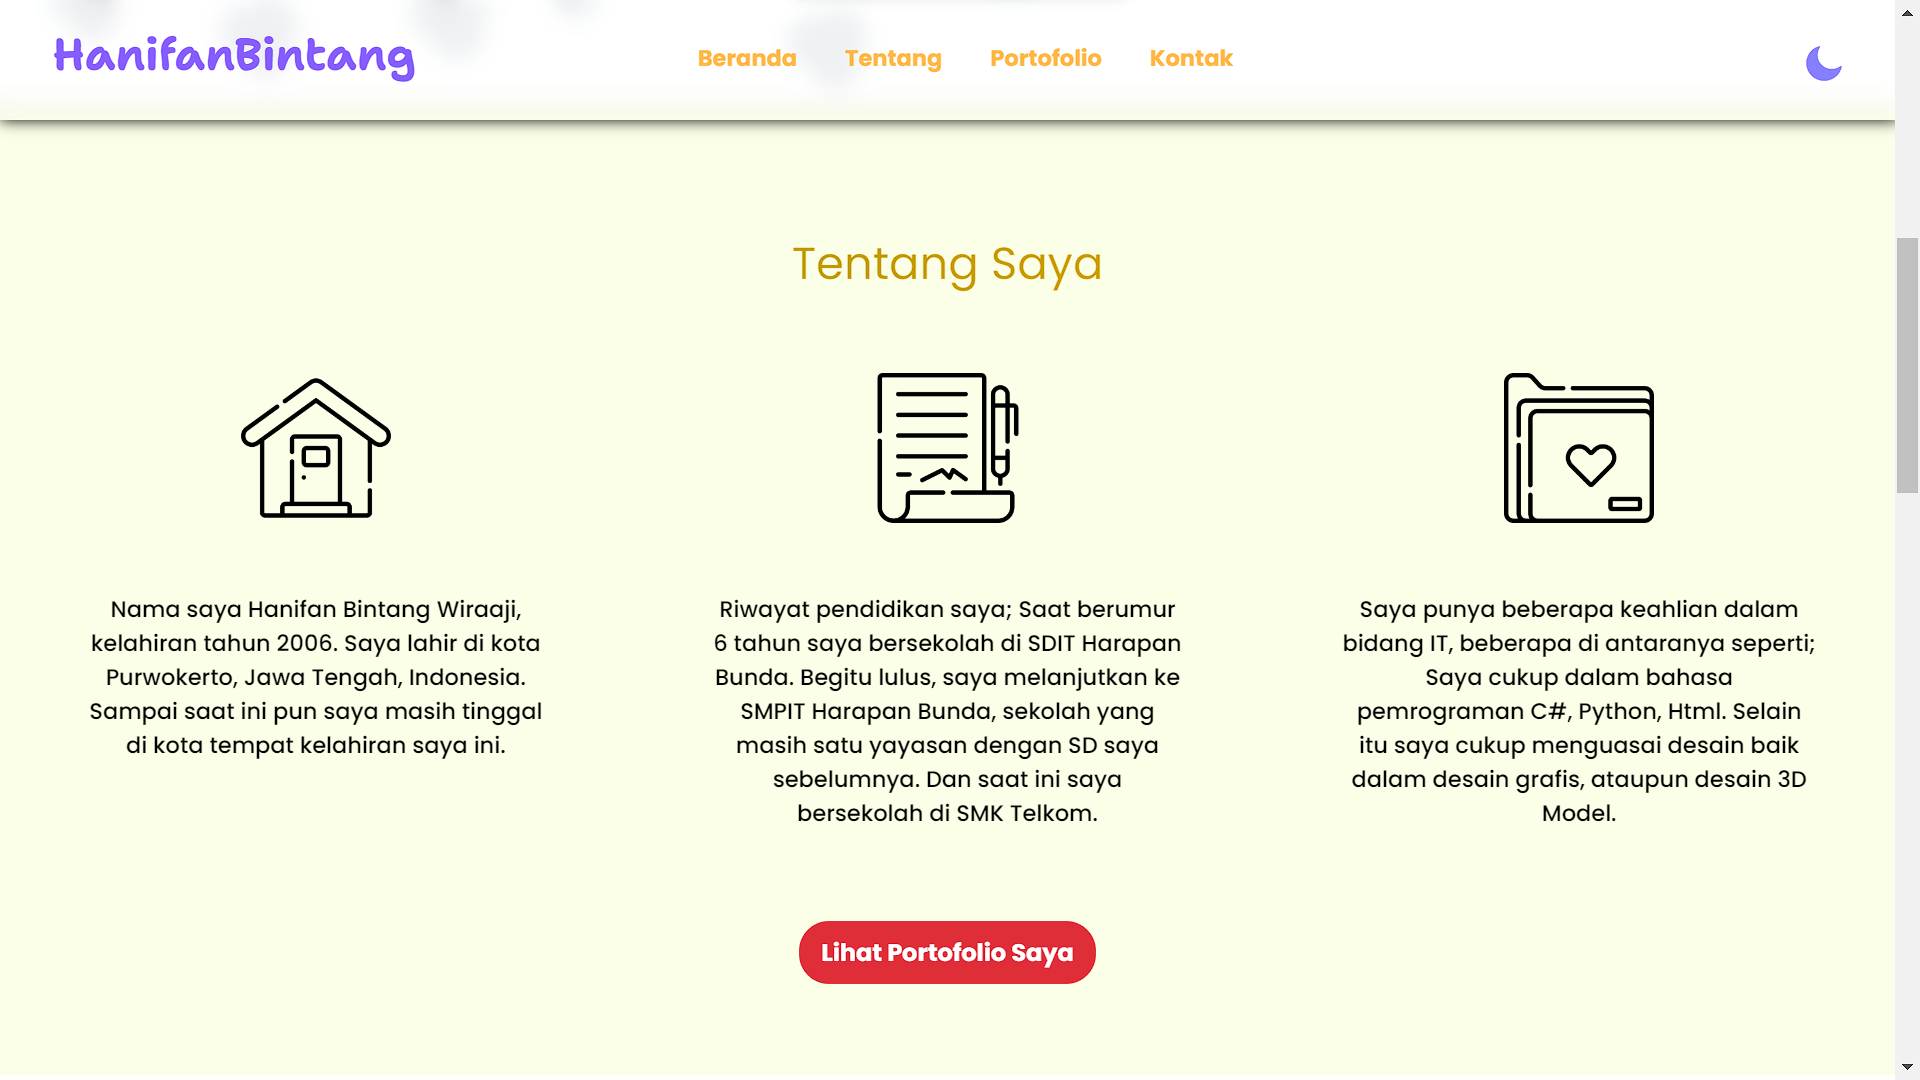 HanifanBintang
Beranda
Tentang
Portofolio
Kontak
Tentang Saya
Nama saya Hanifan Bintang Wiraaji,
kelahiran tahun 2006. Saya lahir di kota
Purwokerto, Jawa Tengah, Indonesia.
Sampai saat ini pun saya masih tinggal
di kota tempat kelahiran saya ini.
Riwayat pendidikan saya; Saat berumur
6 tahun saya bersekolah di SDIT Harapan
Bunda. Begitu lulus, saya melanjutkan ke
SMPIT Harapan Bunda, sekolah yang
masih satu yayasan dengan SD saya
sebelumnya. Dan saat ini saya
bersekolah di SMK Telkom.
Saya punya beberapa keahlian dalam
bidang IT, beberapa di antaranya seperti;
Saya cukup dalam bahasa
pemrograman C#, Python, Html. Selain
itu saya cukup menguasai desain baik
dalam desain grafis, ataupun desain 3D
Model.
Lihat Portofolio Saya